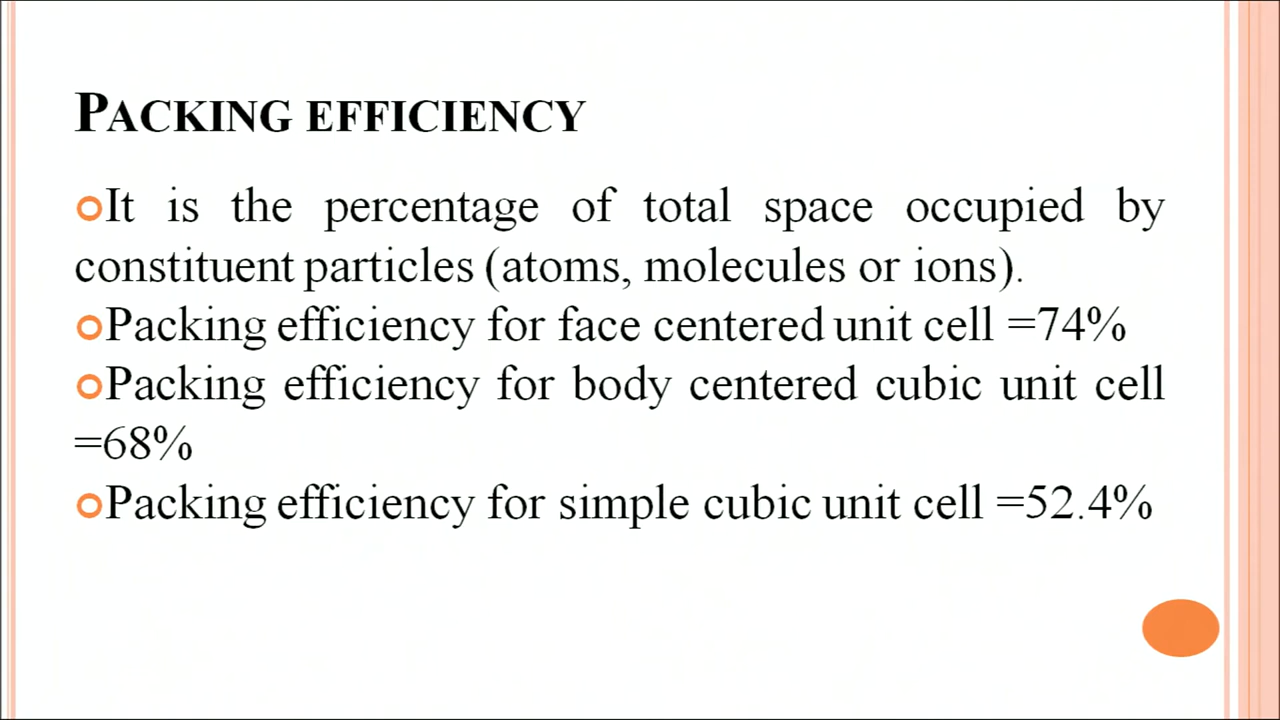 PACKING EFFICIENCY
It is the percentage of total space occupied by
constituent particles (atoms, molecules or ions).
Packing efficiency for face centered unit cell =74%
Packing efficiency for body centered cubic unit cell
=68%
Packing efficiency for simple cubic unit cell =52.4%